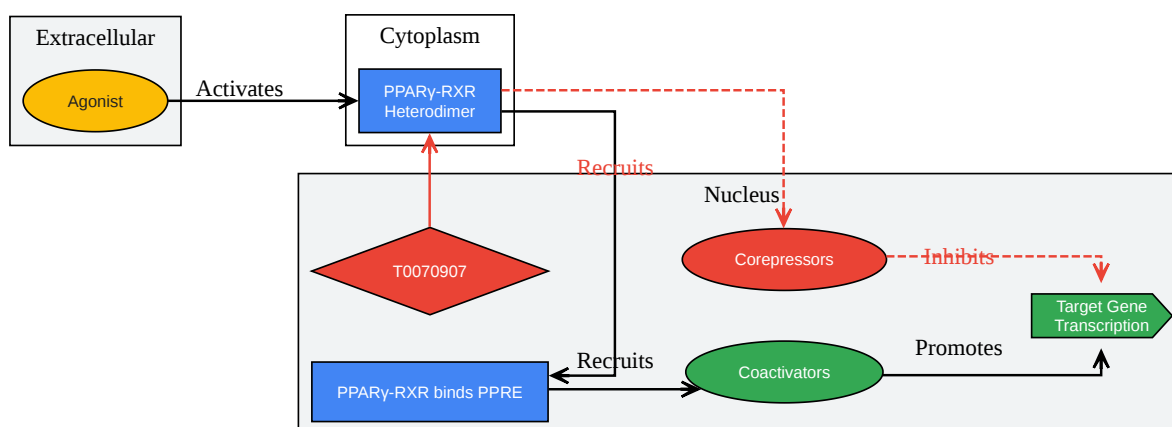 Extracellular
Cytoplasm
Agonist
Activates
PPARγ-RXR
Heterodimer
Recruits
Nucleus
T0070907
Corepressors
Inhibits
Target Gene
Transcription
PPARγ-RXR binds PPRE
Recruits
Coactivators
Promotes